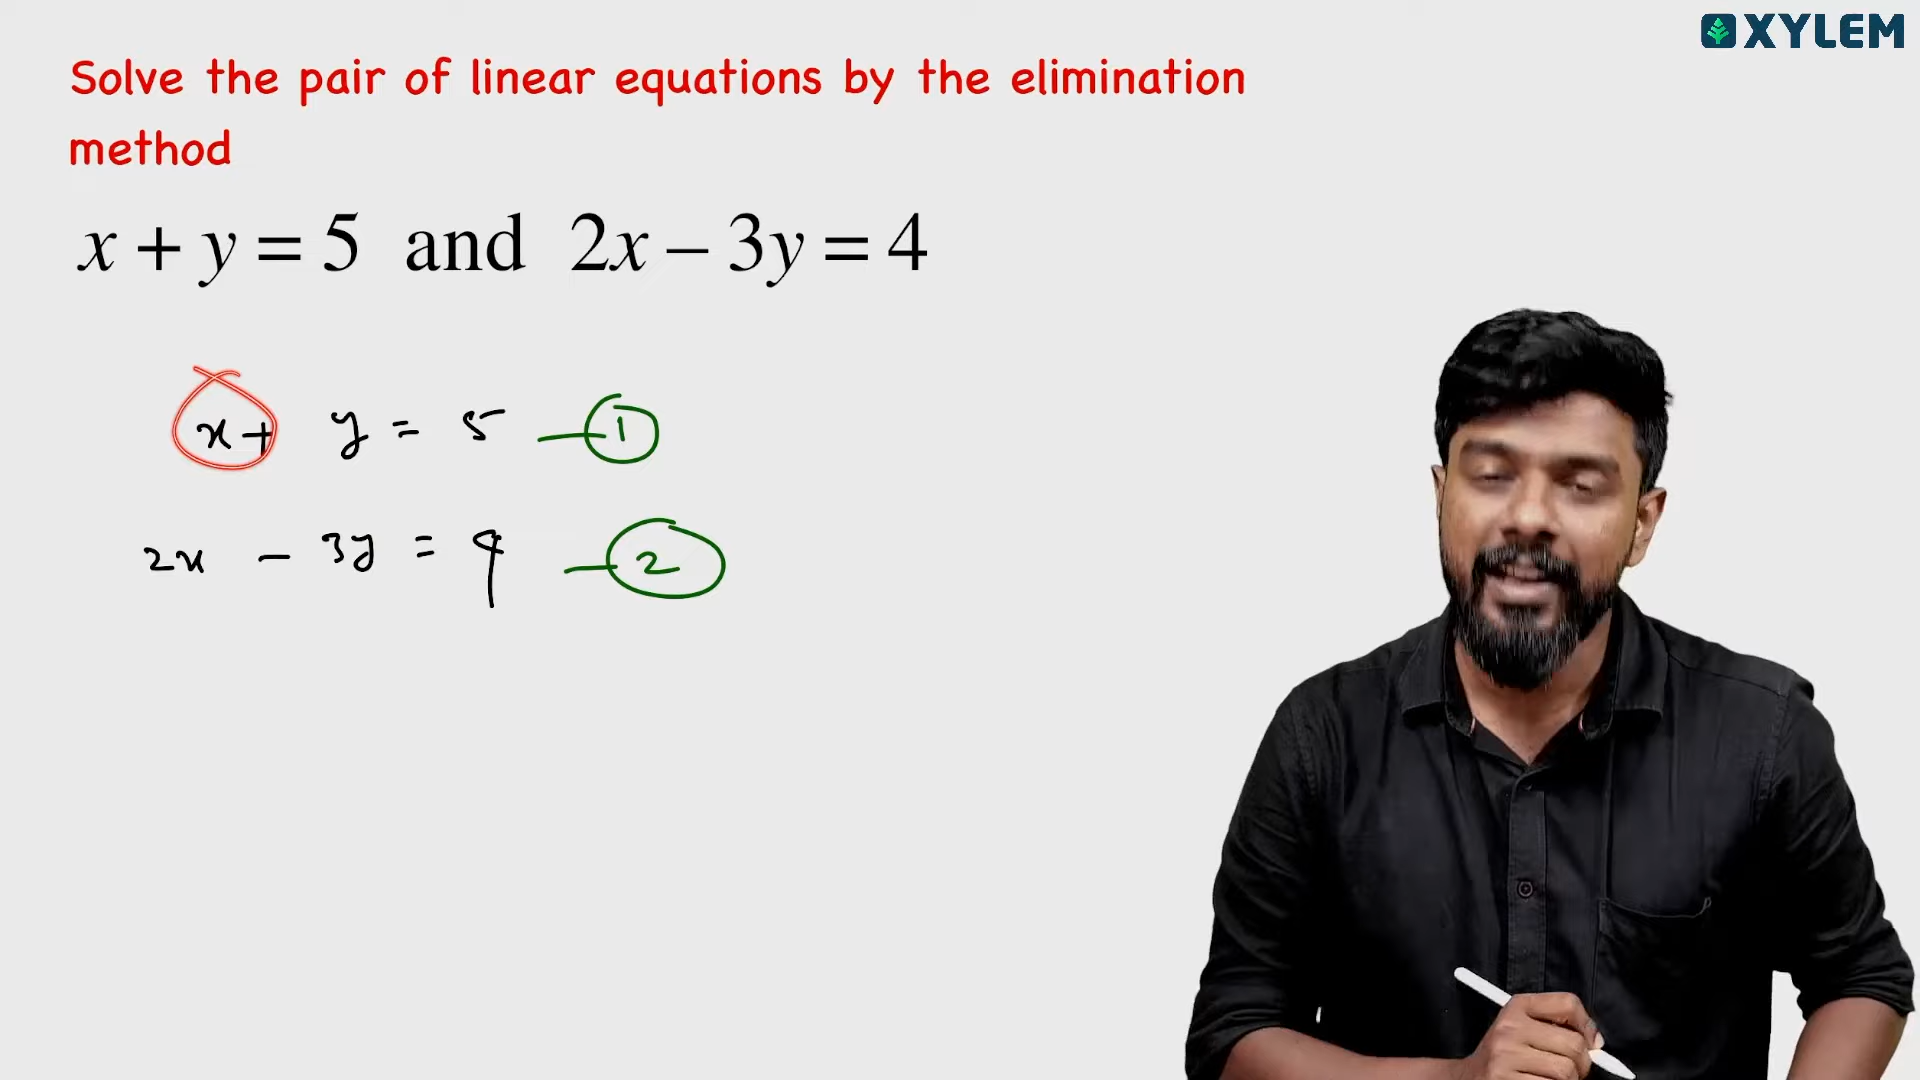 XYLEM
Solve the pair of linear equations by the elimination
method
x + y = 5 and 2x – 3y = 4
x + y = 5 — 1
2x - 3y = 4 — 2